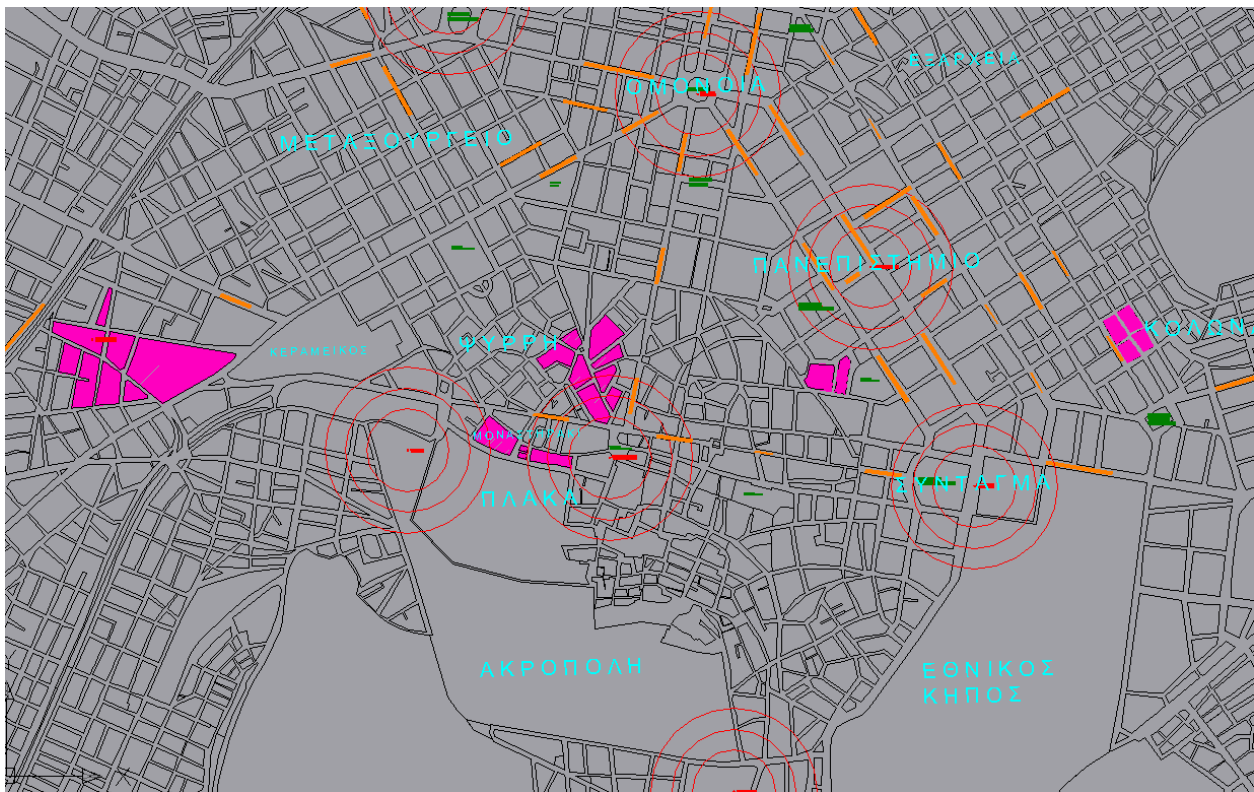 ΕΞΑΡΧΕΙΑ
ΟΜΟΝΟΙΑ
ΜΕΤΑΞΟΥΡΓΕΙΟ
ΠΑΝΕΠΙΣΤΗΜΙΟ
ΚΟΛΩΝ
ΨΥΡΡΗ
ΚΕΡΑΜΕΙΚΟΣ
ΜΟΝΑΣΤΗΡΑΚΙ
ΣΥΝΤΑΓΜΑ
ΠΛΑΚΑ
ΑΚΡΟΠΟΛΗ
ΕΘΝΙΚΟΣ
ΚΗΠΟΣ
X